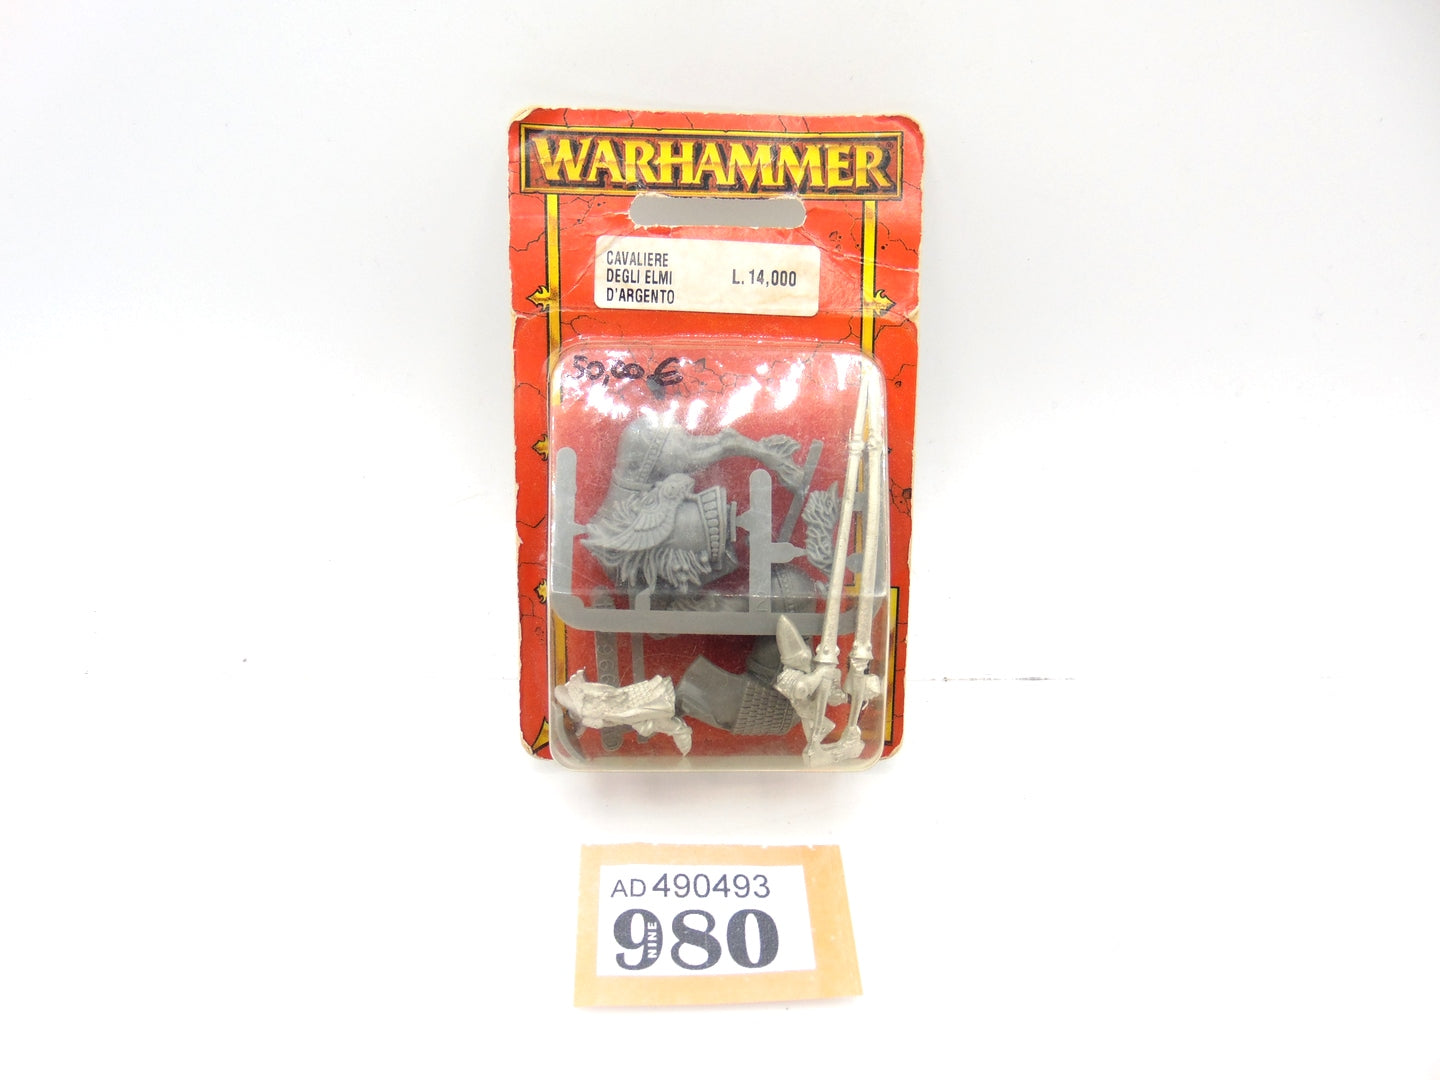 WARHAMMER®
CAVALIERE
DEGLI ELMI
D'ARGENTO
L. 14,000
50,00 €
AD 490493
980
NINE